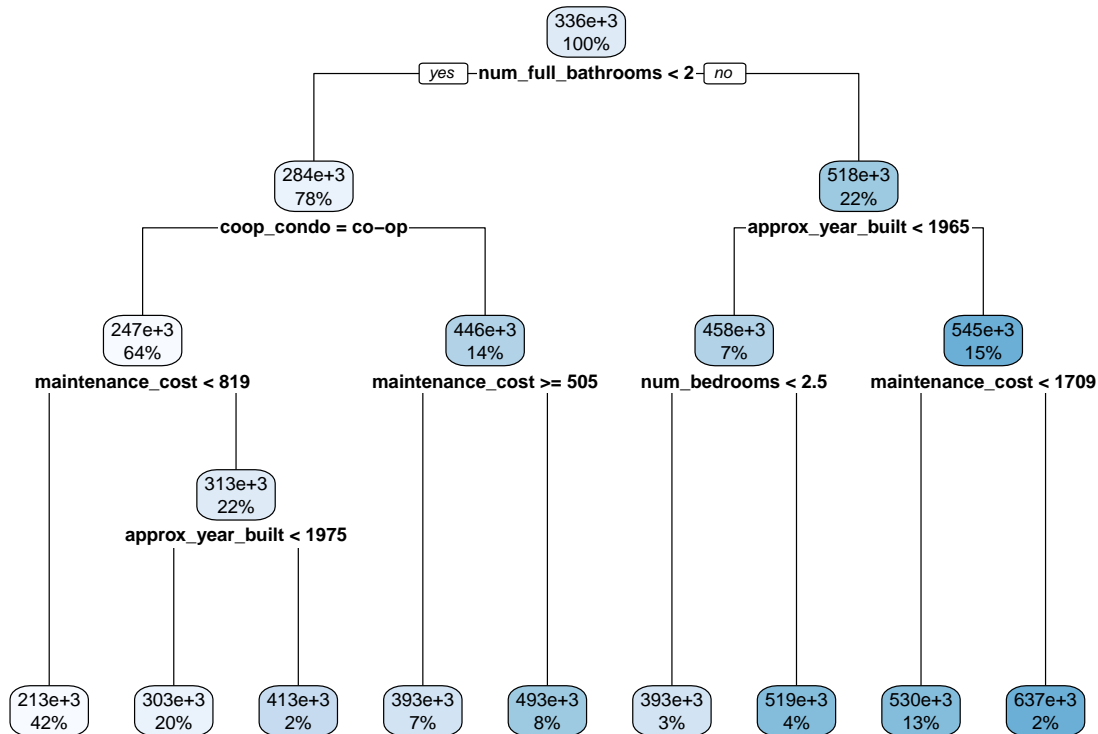 336e+3
100%
yes num_full_bathrooms < 2 no
284e+3
78%
518e+3
22%
coop_condo = co−op
approx_year_built < 1965
247e+3
64%
446e+3
14%
458e+3
7%
545e+3
15%
maintenance_cost < 819
maintenance_cost >= 505
num_bedrooms < 2.5
maintenance_cost < 1709
313e+3
22%
approx_year_built < 1975
213e+3
42%
303e+3
20%
413e+3
2%
393e+3
7%
493e+3
8%
393e+3
3%
519e+3
4%
530e+3
13%
637e+3
2%